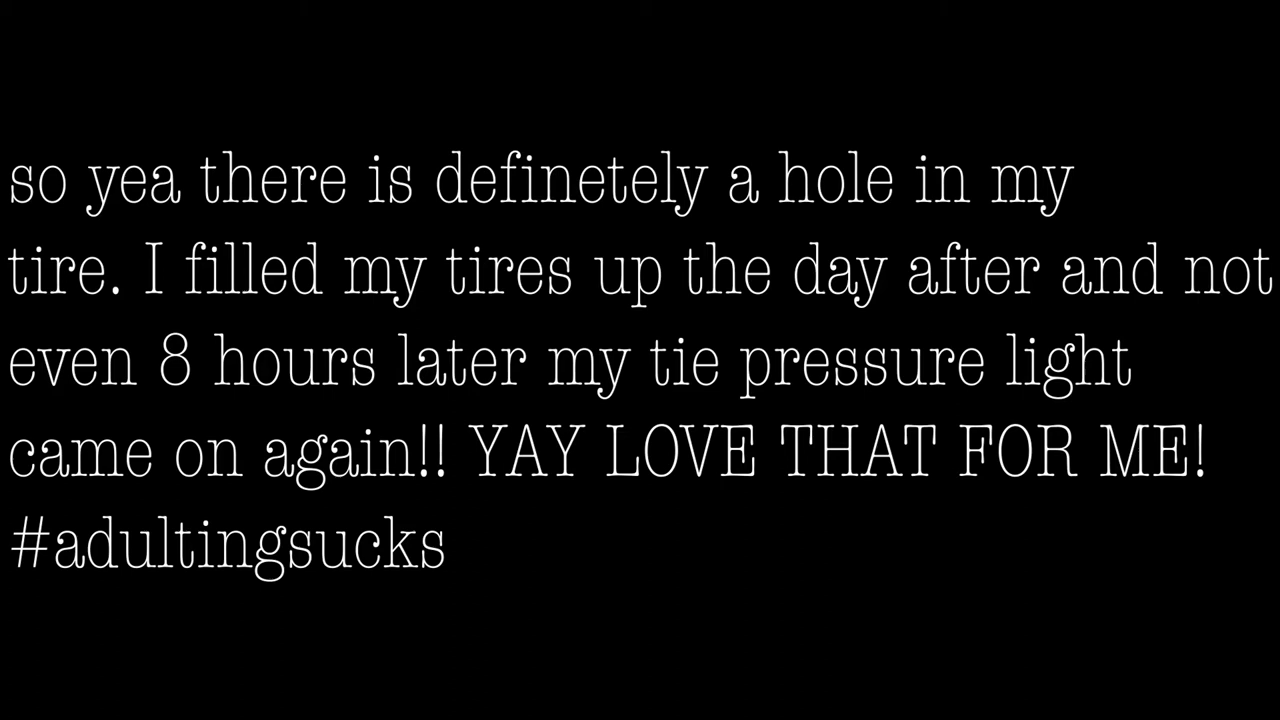 so yea there is definetely a hole in my
tire. I filled my tires up the day after and not
even 8 hours later my tie pressure light
came on again!! YAY LOVE THAT FOR ME!
#adultingsucks